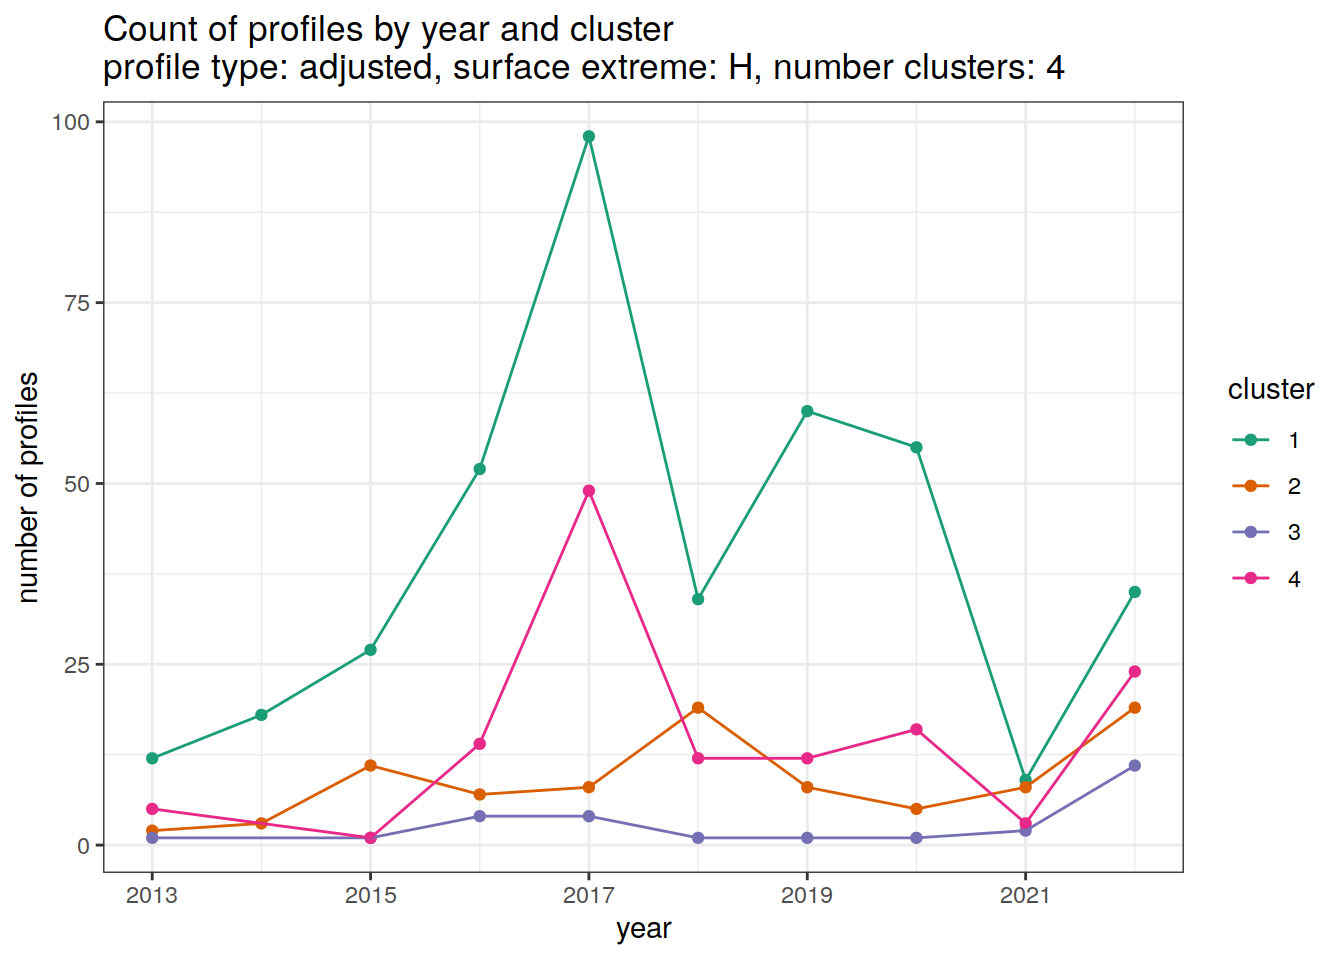 Count of profiles by year and cluster
profile type: adjusted, surface extreme: H, number clusters: 4
100
75
50
25
0
number of profiles
2013 2015 2017 2019 2021
year
cluster
1
2
3
4